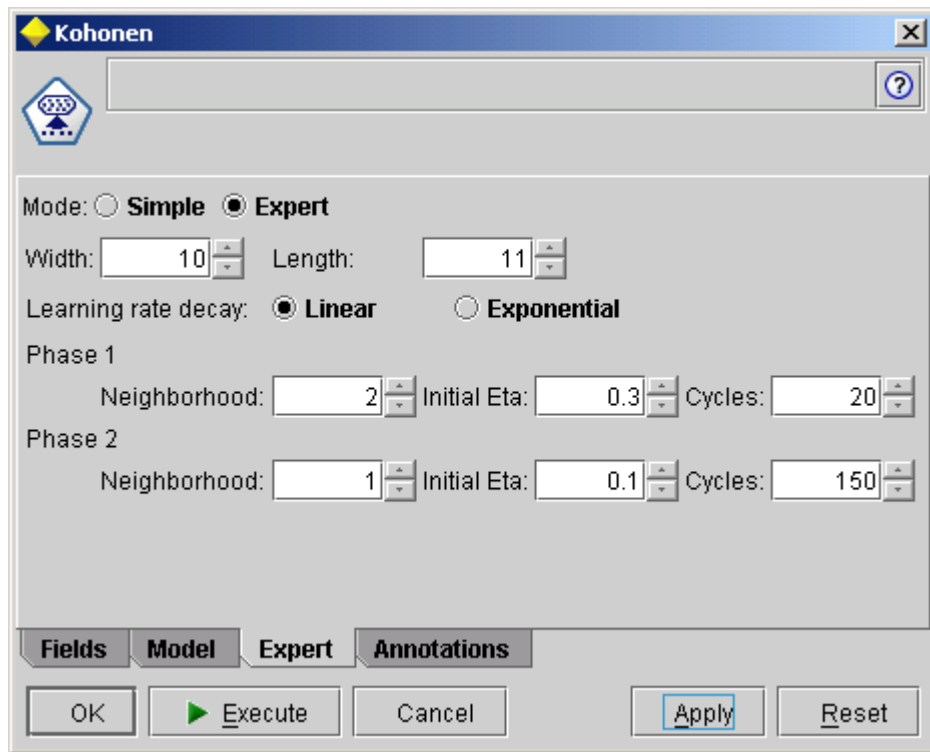 Kohonen
Mode: Simple Expert
Width: 10 Length: 11
Learning rate decay: Linear Exponential
Phase 1
Neighborhood: 2 Initial Eta: 0.3 Cycles: 20
Phase 2
Neighborhood: 1 Initial Eta: 0.1 Cycles: 150
Fields Model Expert Annotations
OK Execute Cancel Apply Reset